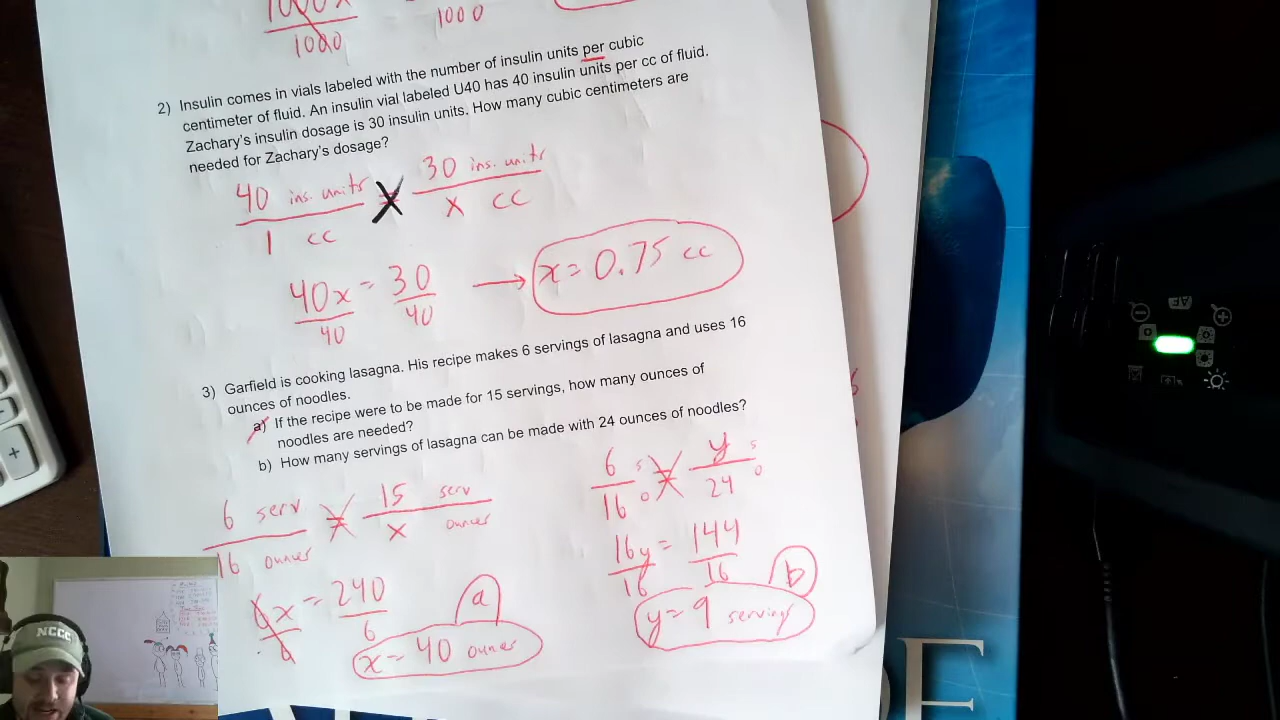 1000x
1000
1000
2) Insulin comes in vials labeled with the number of insulin units per cubic
centimeter of fluid. An insulin vial labeled U40 has 40 insulin units per cc of fluid.
Zachary's insulin dosage is 30 insulin units. How many cubic centimeters are
needed for Zachary's dosage?
40 ins. units = 30 ins. units
1 cc x cc
40x = 30 → x = 0.75 cc
40 40
3) Garfield is cooking lasagna. His recipe makes 6 servings of lasagna and uses 16
ounces of noodles.
a) If the recipe were to be made for 15 servings, how many ounces of
noodles are needed?
b) How many servings of lasagna can be made with 24 ounces of noodles?
6 serv = 15 serv
16 ounces x ounces
6x = 240
6 6
a
x = 40 ounces
6 s = y s
16 o 24 o
16y = 144
16 16
b
y = 9 servings
NCCC
AF
E